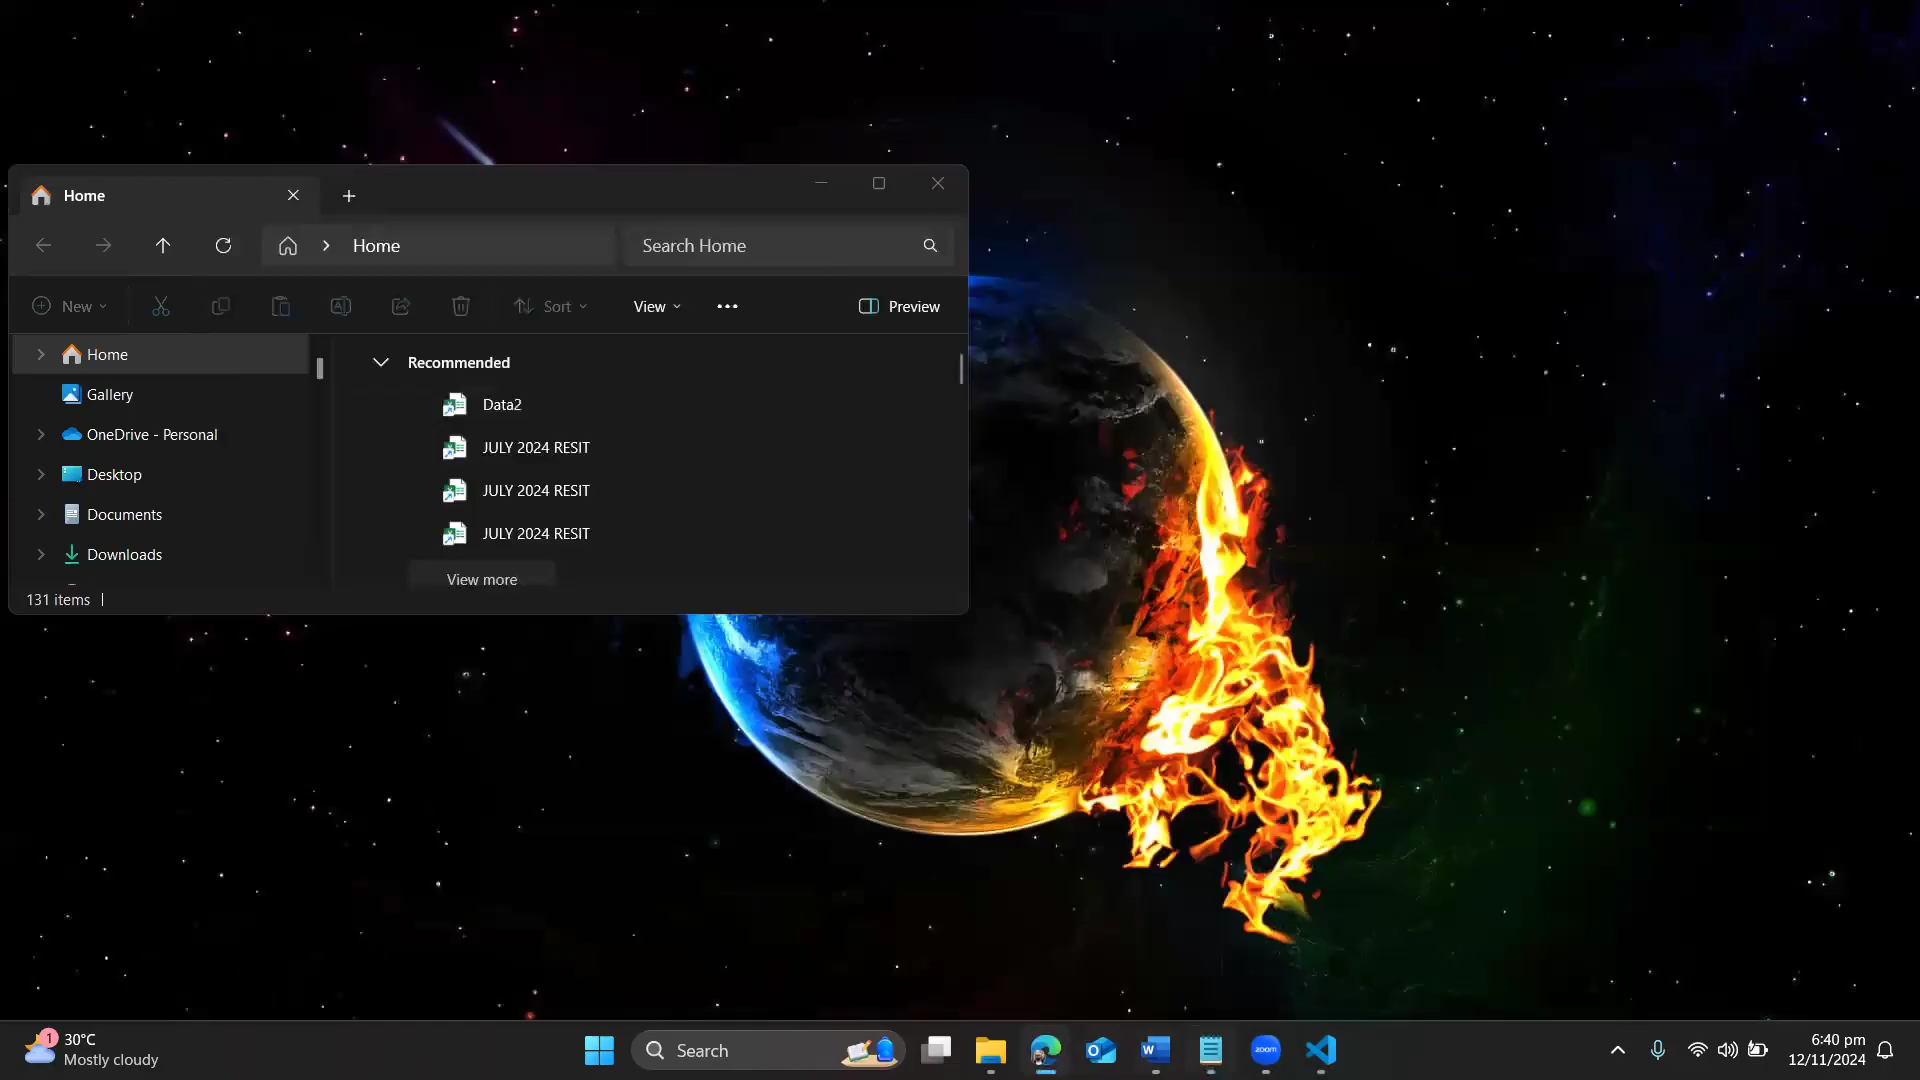 Home
Home
Search Home
New
Sort
View
Preview
Home
Gallery
OneDrive - Personal
Desktop
Documents
Downloads
Recommended
Data2
JULY 2024 RESIT
JULY 2024 RESIT
JULY 2024 RESIT
View more
131 items
1
30°C
Mostly cloudy
Search
zoom
6:40 pm
12/11/2024